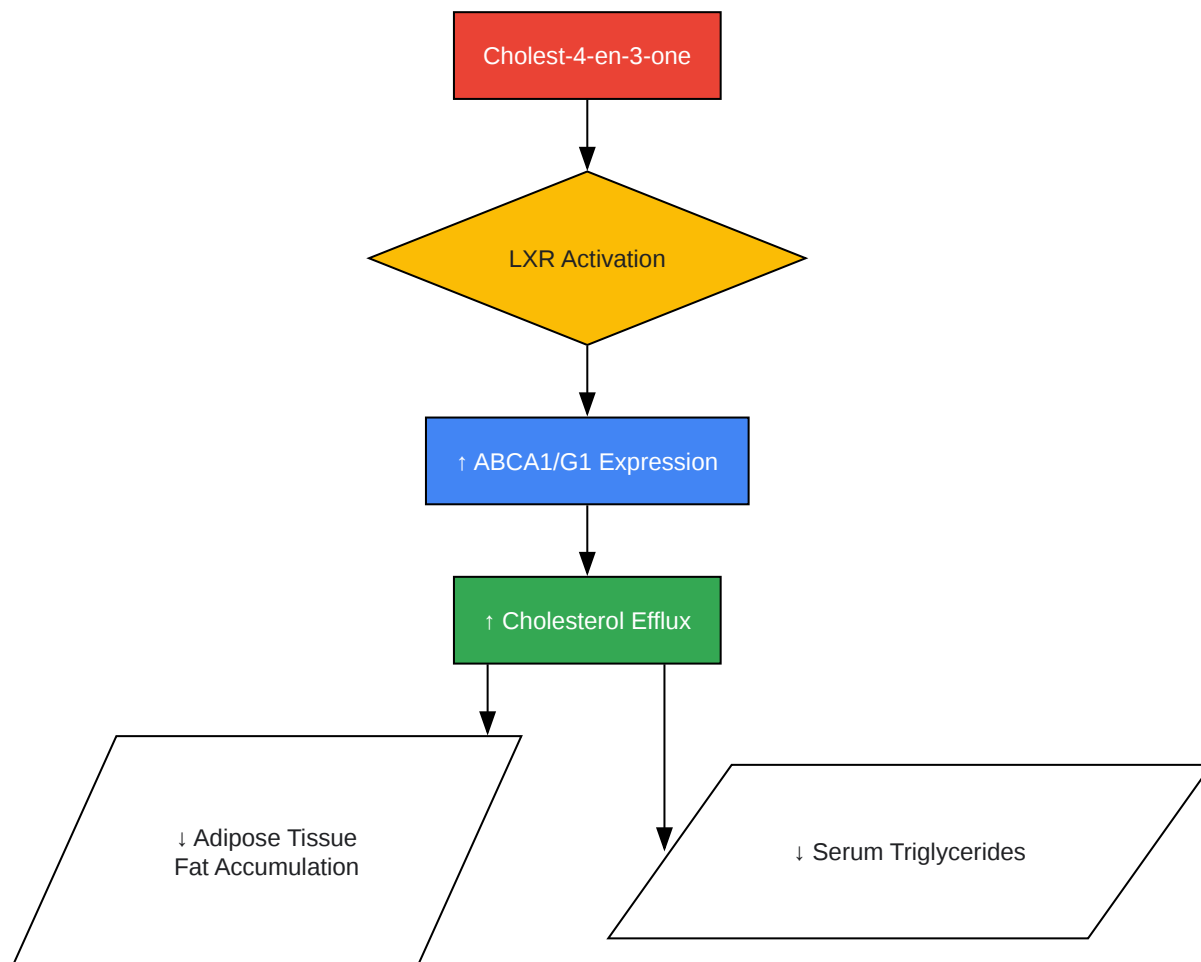 Cholest-4-en-3-one
LXR Activation
↑ ABCA1/G1 Expression
↑ Cholesterol Efflux
↓ Adipose Tissue
Fat Accumulation
↓ Serum Triglycerides